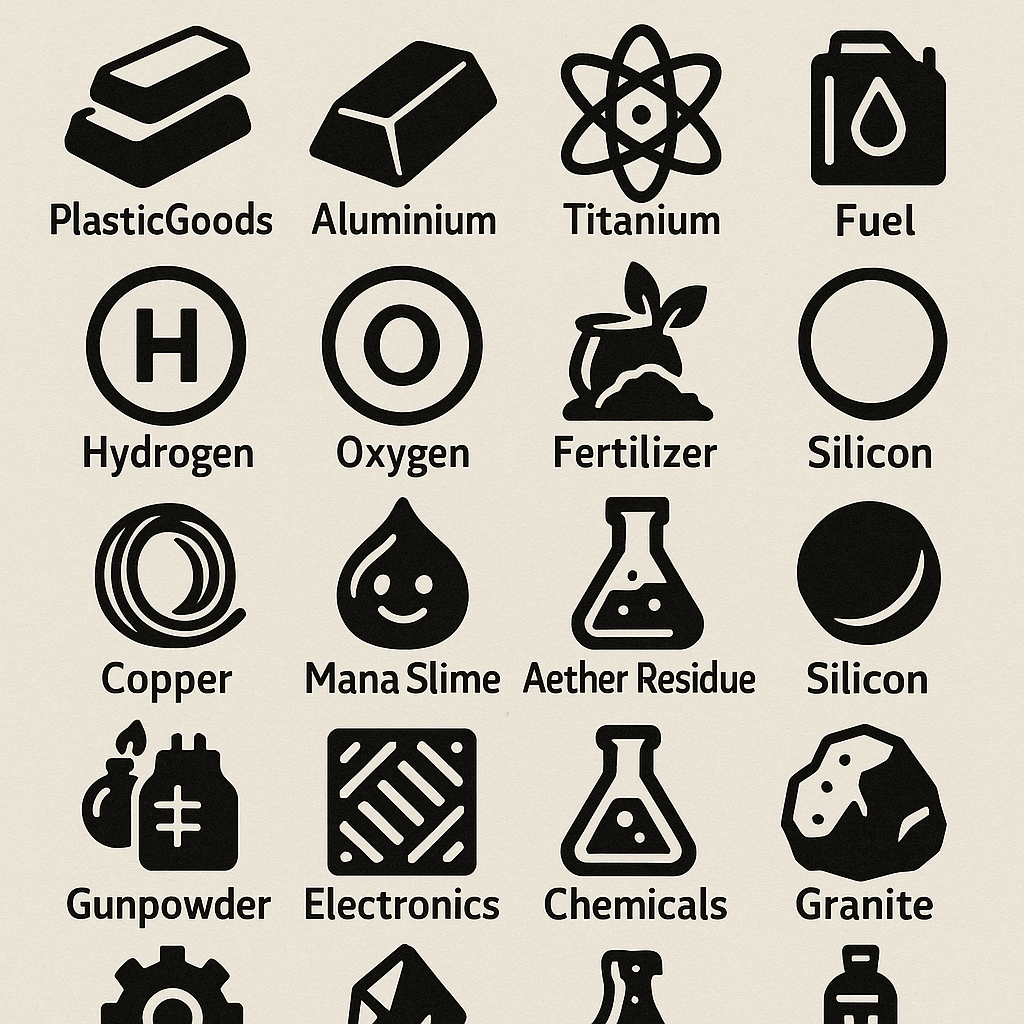 PlasticGoods Aluminium Titanium Fuel
H O
Hydrogen Oxygen Fertilizer Silicon
Copper Mana Slime Aether Residue Silicon
Gunpowder Electronics Chemicals Granite